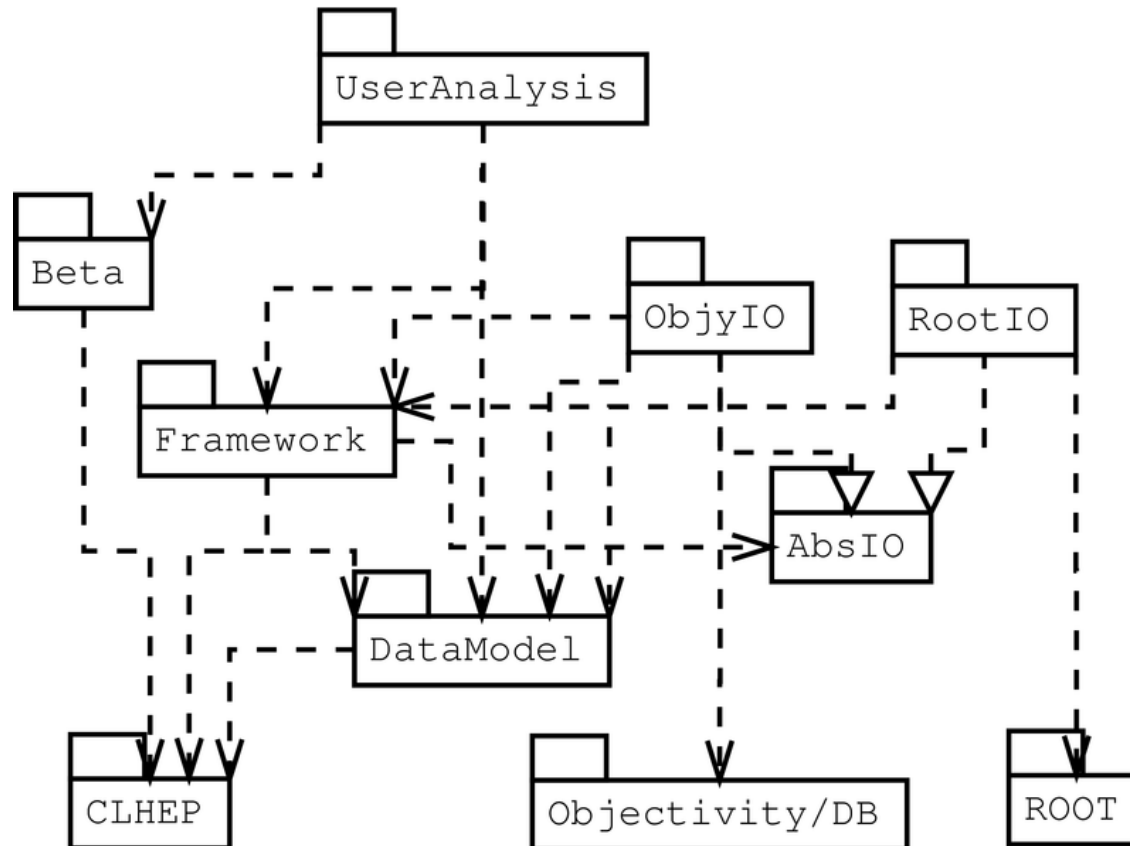 UserAnalysis
Beta
ObjyIO
RootIO
Framework
AbsIO
DataModel
CLHEP
Objectivity/DB
ROOT